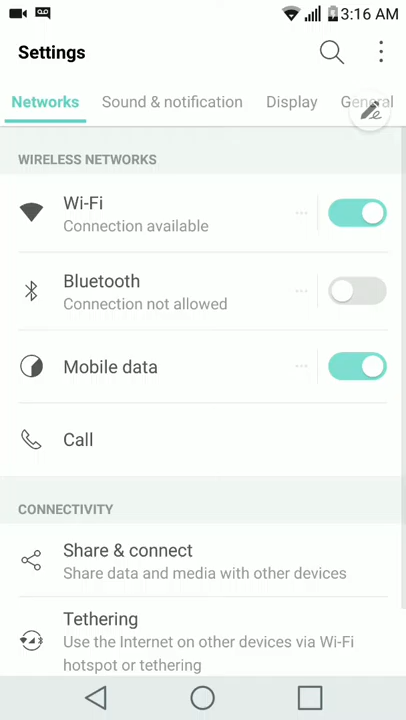 3:16 AM
Settings
Networks Sound & notification Display General
WIRELESS NETWORKS
Wi-Fi
Connection available
Bluetooth
Connection not allowed
Mobile data
Call
CONNECTIVITY
Share & connect
Share data and media with other devices
Tethering
Use the Internet on other devices via Wi-Fi
hotspot or tethering